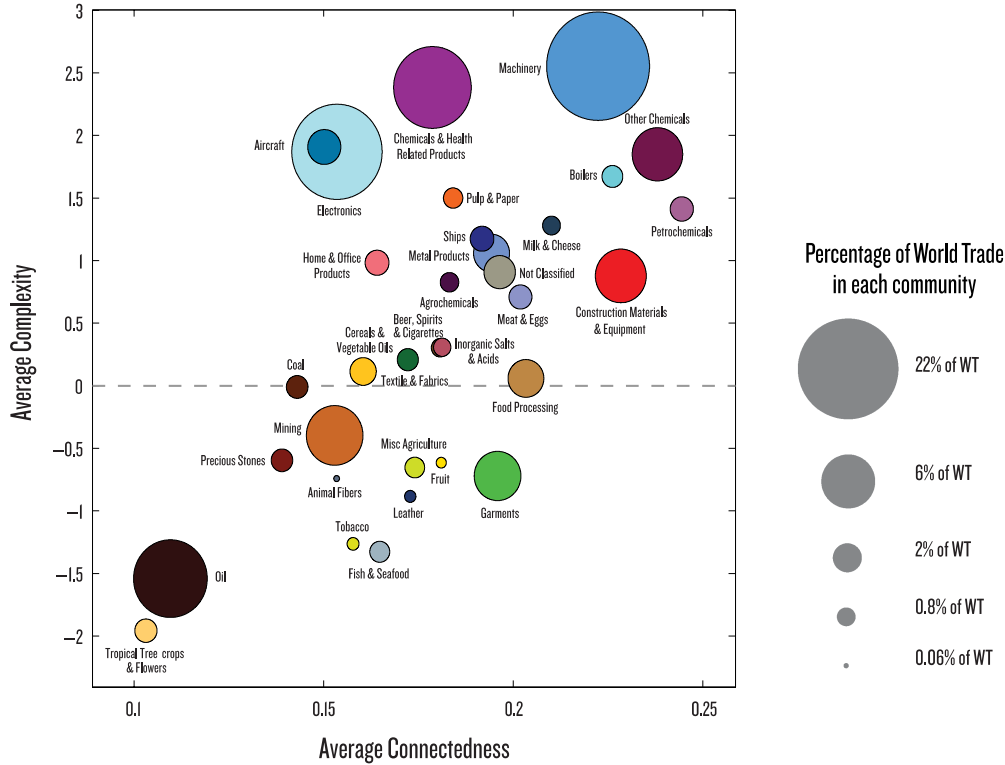 3
2.5
2
1.5
1
0.5
0
–0.5
–1
–1.5
–2
Average Complexity
0.1
0.15
0.2
0.25
Average Connectedness
Machinery
Chemicals & Health
Related Products
Other Chemicals
Aircraft
Electronics
Boilers
Pulp & Paper
Petrochemicals
Ships
Milk & Cheese
Metal Products
Home & Office
Products
Not Classified
Agrochemicals
Meat & Eggs
Construction Materials
& Equipment
Beer, Spirits
& Cigarettes
Cereals &
Vegetable Oils
Inorganic Salts
& Acids
Coal
Textile & Fabrics
Food Processing
Mining
Misc Agriculture
Precious Stones
Fruit
Animal Fibers
Leather
Garments
Tobacco
Fish & Seafood
Oil
Tropical Tree crops
& Flowers
Percentage of World Trade
in each community
22% of WT
6% of WT
2% of WT
0.8% of WT
0.06% of WT